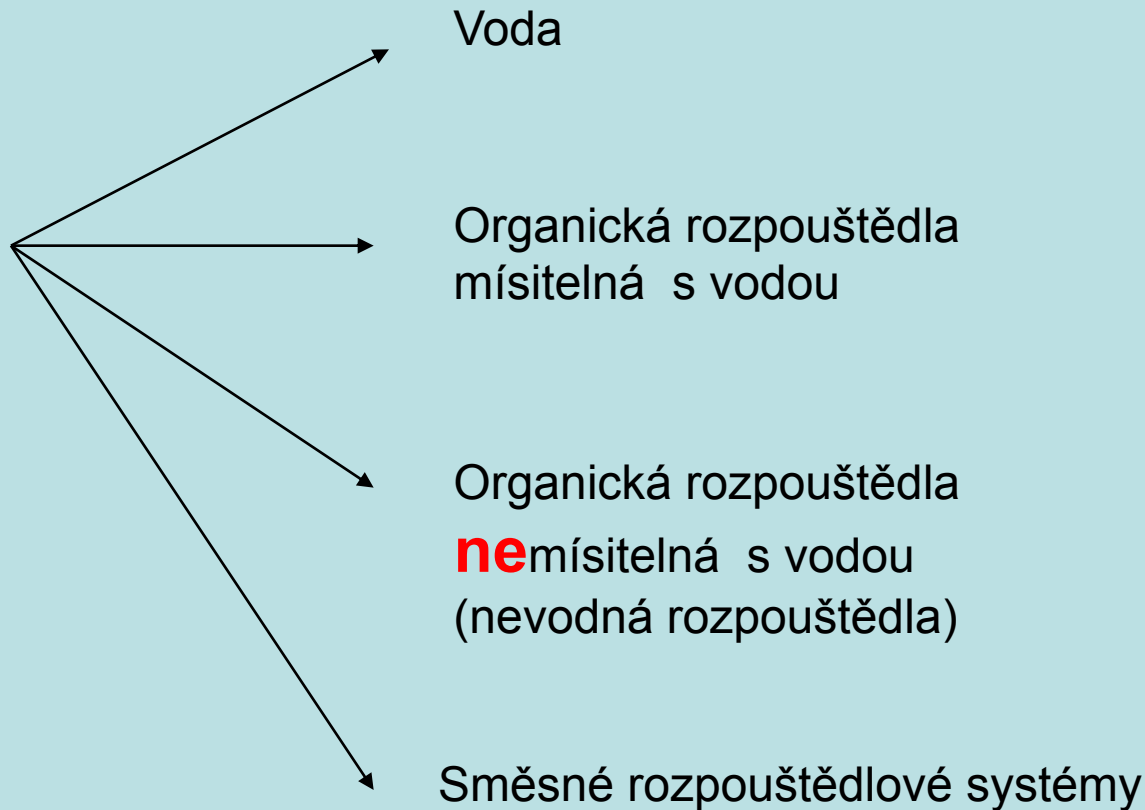 Voda
Organická rozpouštědla
mísitelná s vodou
Organická rozpouštědla
nemísitelná s vodou
(nevodná rozpouštědla)
Směsné rozpouštědlové systémy